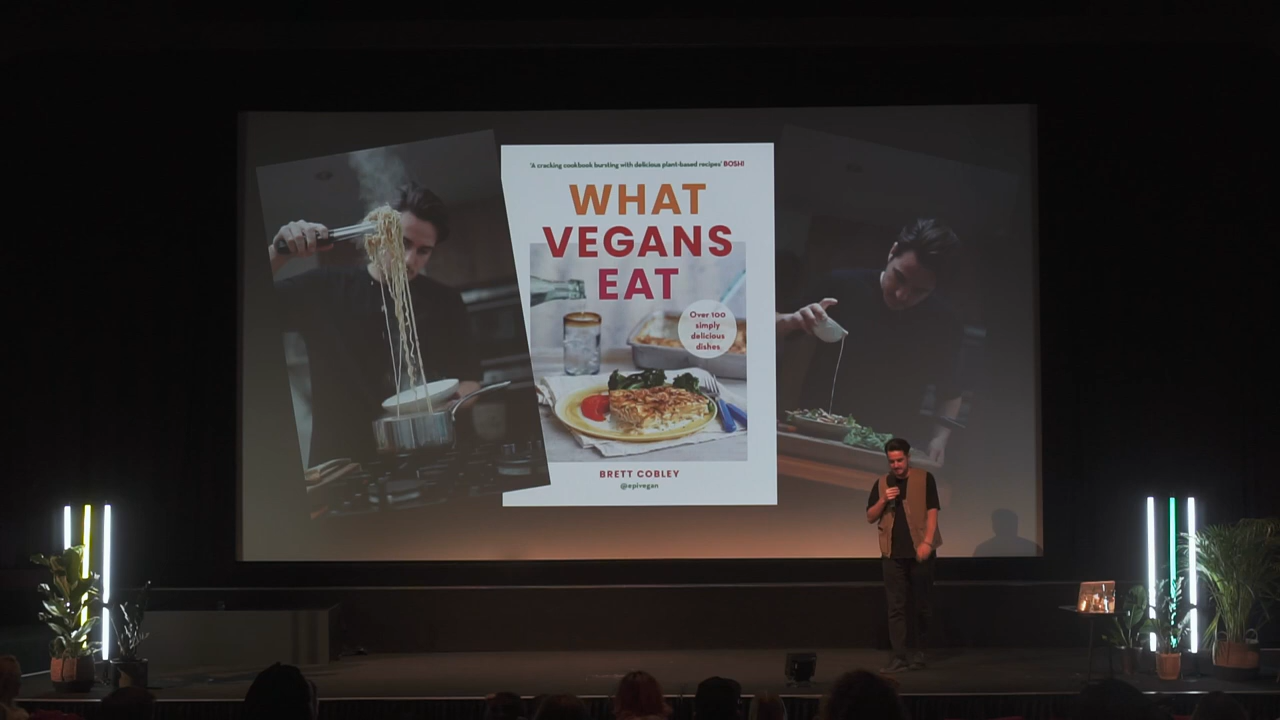 'A cracking cookbook bursting with delicious plant-based recipes' BOSH!
WHAT
VEGANS
EAT
Over 100
simply
delicious
dishes
BRETT COBLEY
@epivegan